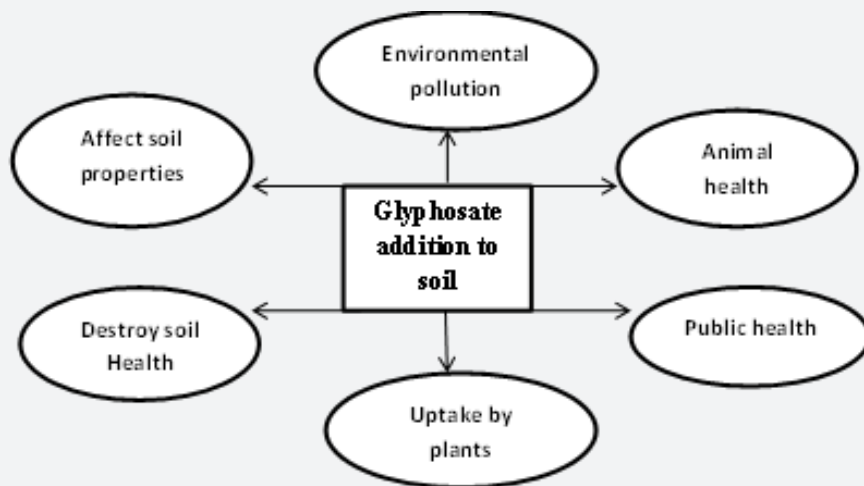 Environmental
pollution
Affect soil
properties
Animal
health
Glyphosate
addition to
soil
Destroy soil
Health
Public health
Uptake by
plants